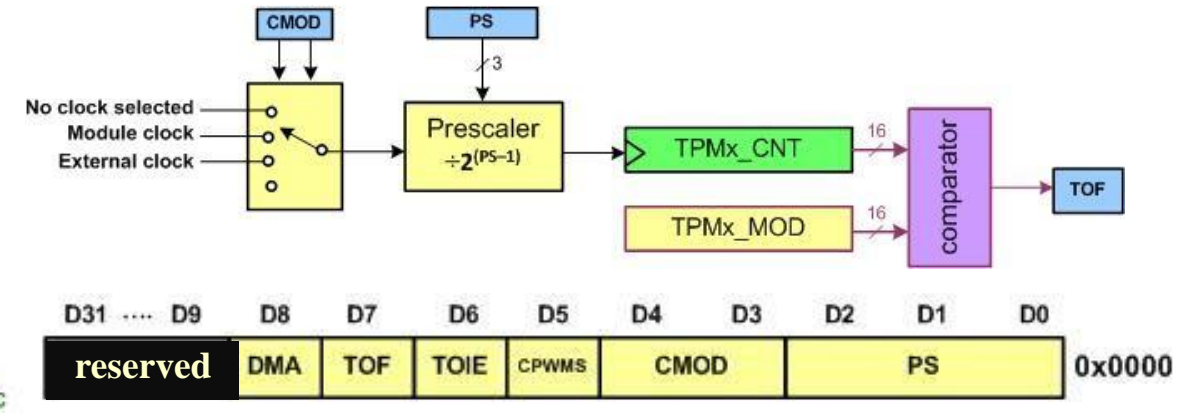 CMOD
PS
3
No clock selected
Module clock
External clock
Prescaler
÷2^(PS–1)
TPMx_CNT
16
TPMx_MOD
16
comparator
TOF
D31 .... D9 D8 D7 D6 D5 D4 D3 D2 D1 D0
reserved DMA TOF TOIE CPWMS CMOD PS 0x0000
c